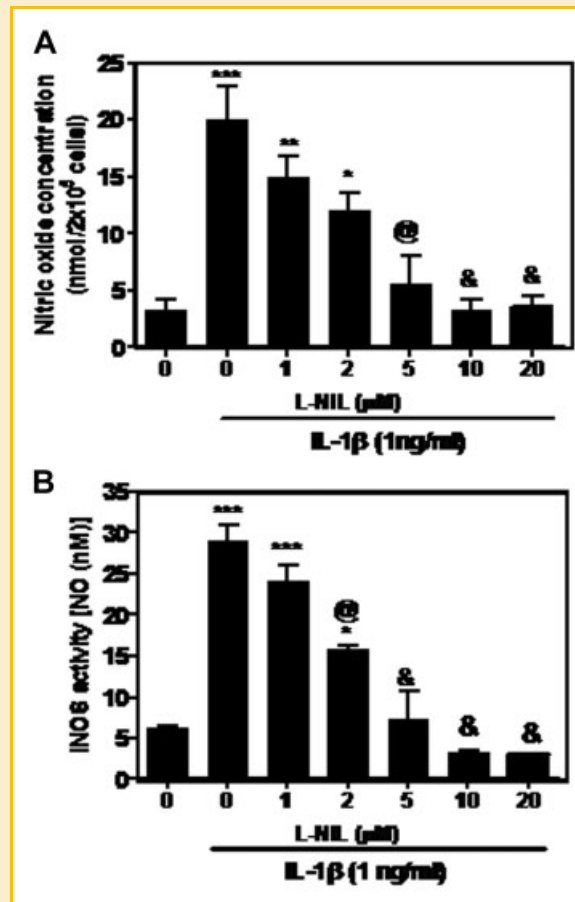 A
Nitric oxide concentration
(nmol/2x10⁶ cells)
25
20
15
10
5
0
***
**
*
@
&
&
0 0 1 2 5 10 20
L-NIL (μM)
IL-1β (1ng/ml)
B
iNOS activity [NO (nM)]
35
30
25
20
15
10
5
0
***
***
@
*
&
&
&
0 0 1 2 5 10 20
L-NIL (μM)
IL-1β (1 ng/ml)